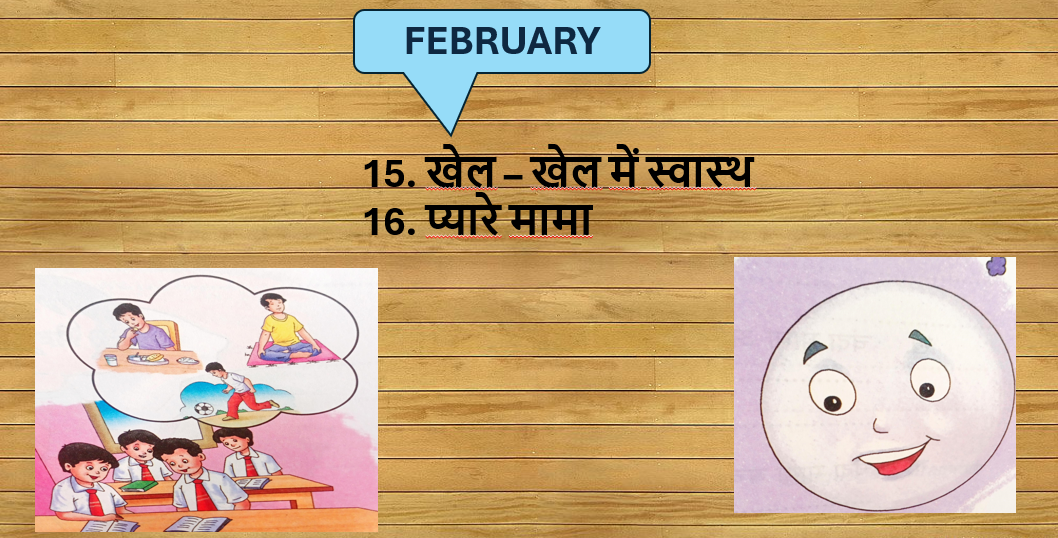 FEBRUARY
15. खेल – खेल में स्वास्थ
16. प्यारे मामा